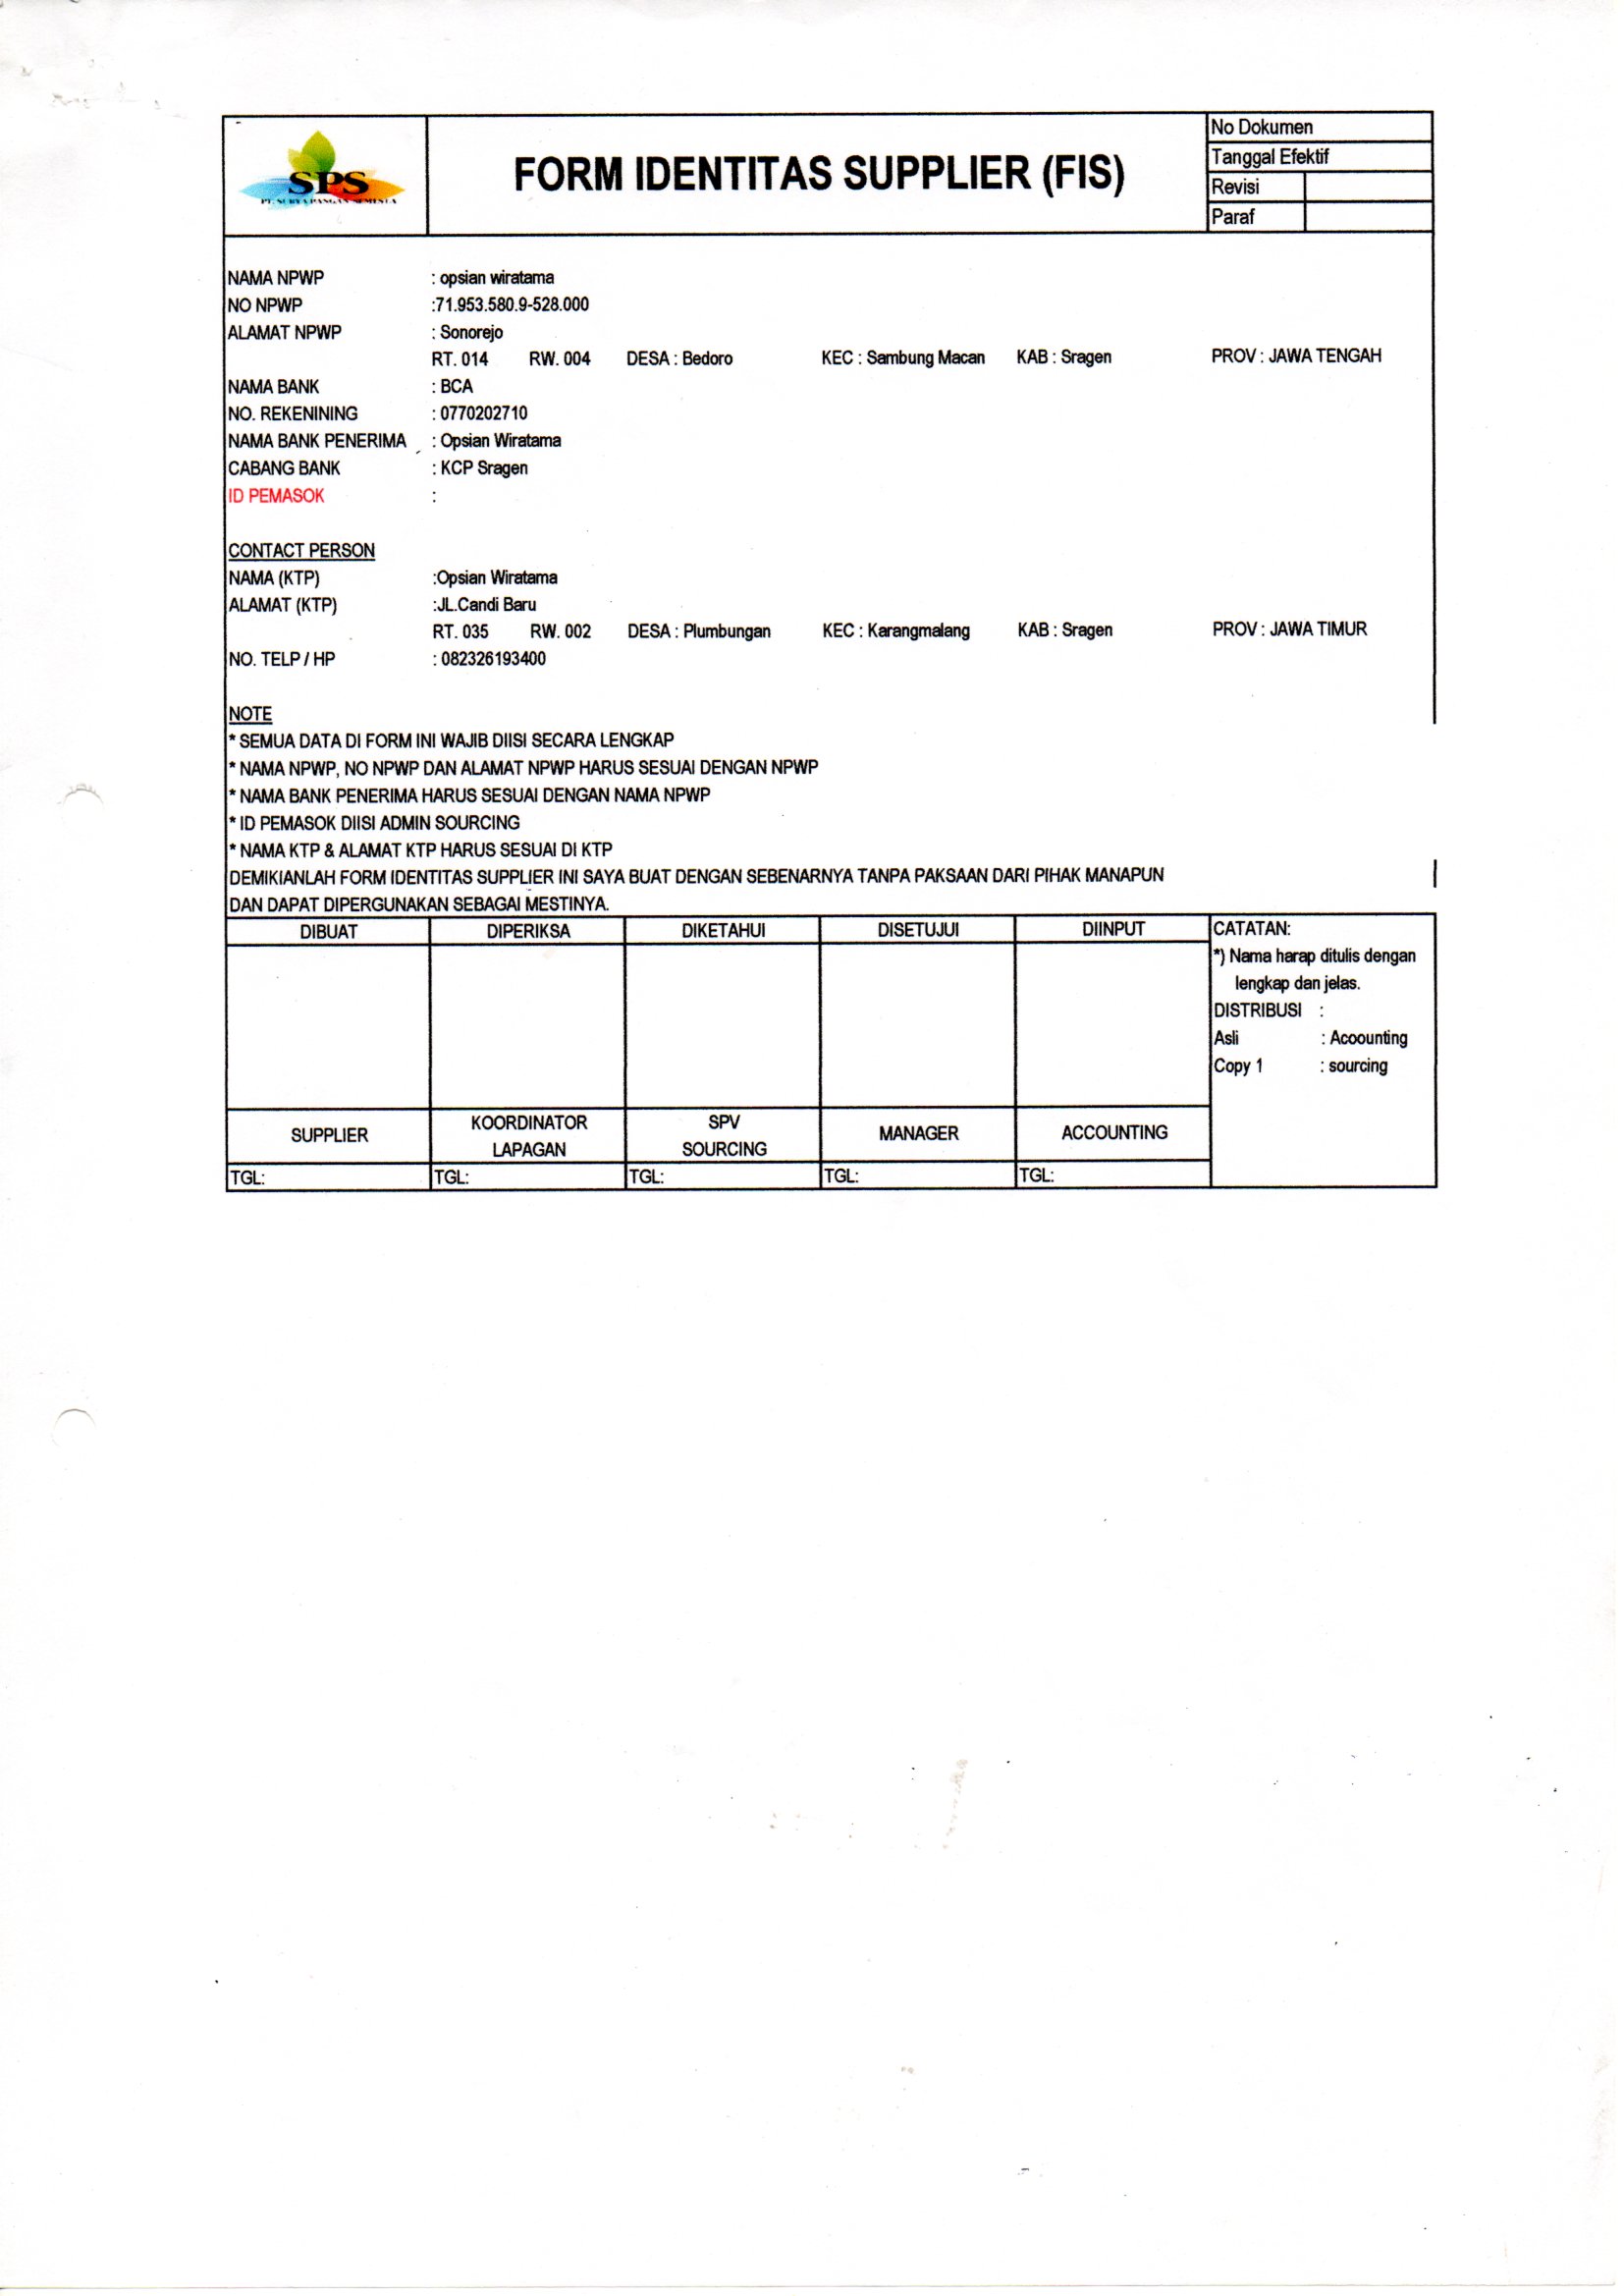 SPS
PT. SURYA PANGAN SEMESTA
FORM IDENTITAS SUPPLIER (FIS)
No Dokumen
Tanggal Efektif
Revisi
Paraf
NAMA NPWP : opsian wiratama
NO NPWP :71.953.580.9-528.000
ALAMAT NPWP : Sonorejo
RT. 014 RW. 004 DESA : Bedoro KEC : Sambung Macan KAB : Sragen PROV : JAWA TENGAH
NAMA BANK : BCA
NO. REKENINING : 0770202710
NAMA BANK PENERIMA : Opsian Wiratama
CABANG BANK : KCP Sragen
ID PEMASOK :
CONTACT PERSON
NAMA (KTP) :Opsian Wiratama
ALAMAT (KTP) :JL.Candi Baru
RT. 035 RW. 002 DESA : Plumbungan KEC : Karangmalang KAB : Sragen PROV : JAWA TIMUR
NO. TELP / HP : 082326193400
NOTE
* SEMUA DATA DI FORM INI WAJIB DIISI SECARA LENGKAP
* NAMA NPWP, NO NPWP DAN ALAMAT NPWP HARUS SESUAI DENGAN NPWP
* NAMA BANK PENERIMA HARUS SESUAI DENGAN NAMA NPWP
* ID PEMASOK DIISI ADMIN SOURCING
* NAMA KTP & ALAMAT KTP HARUS SESUAI DI KTP
DEMIKIANLAH FORM IDENTITAS SUPPLIER INI SAYA BUAT DENGAN SEBENARNYA TANPA PAKSAAN DARI PIHAK MANAPUN
DAN DAPAT DIPERGUNAKAN SEBAGAI MESTINYA.
DIBUAT DIPERIKSA DIKETAHUI DISETUJUI DIINPUT
SUPPLIER KOORDINATOR LAPAGAN SPV SOURCING MANAGER ACCOUNTING
TGL: TGL: TGL: TGL: TGL:
CATATAN:
*) Nama harap ditulis dengan
lengkap dan jelas.
DISTRIBUSI :
Asli : Acoounting
Copy 1 : sourcing